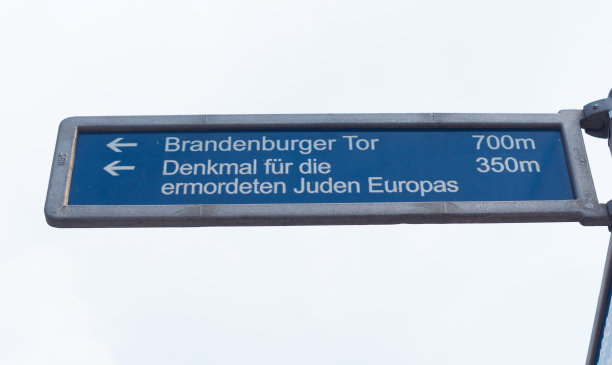 ← Brandenburger Tor 700m
← Denkmal für die 350m
ermordeten Juden Europas